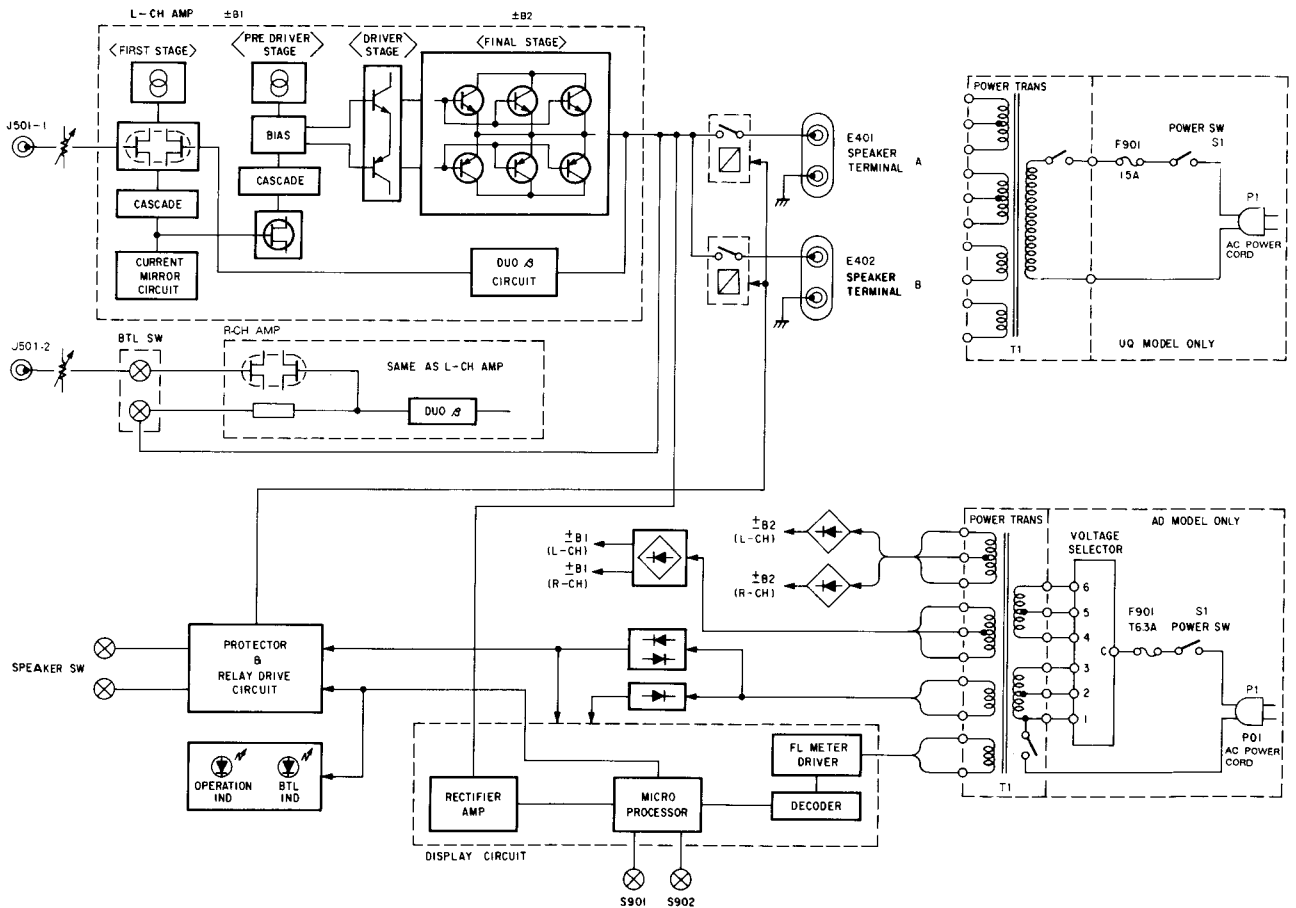 L-CH AMP ±B1 ±B2
〈FIRST STAGE〉
〈PRE DRIVER
STAGE〉
〈DRIVER
STAGE〉
〈FINAL STAGE〉
J501-1
BIAS
CASCADE
CASCADE
CURRENT
MIRROR
CIRCUIT
DUO β
CIRCUIT
E401
SPEAKER
TERMINAL A
E402
SPEAKER
TERMINAL B
POWER TRANS
POWER SW
S1
F901
15A
P1
AC POWER
CORD
T1
UQ MODEL ONLY
J501-2
BTL SW
R-CH AMP
SAME AS L-CH AMP
DUO β
±B1
(L-CH)
±B1
(R-CH)
±B2
(L-CH)
±B2
(R-CH)
POWER TRANS
AD MODEL ONLY
VOLTAGE
SELECTOR
6
5
4
3
2
1
C
F901
T6.3A
S1
POWER SW
P1
P01
AC POWER
CORD
T1
SPEAKER SW
PROTECTOR
&
RELAY DRIVE
CIRCUIT
OPERATION
IND
BTL
IND
RECTIFIER
AMP
MICRO
PROCESSOR
FL METER
DRIVER
DECODER
DISPLAY CIRCUIT
S901 S902